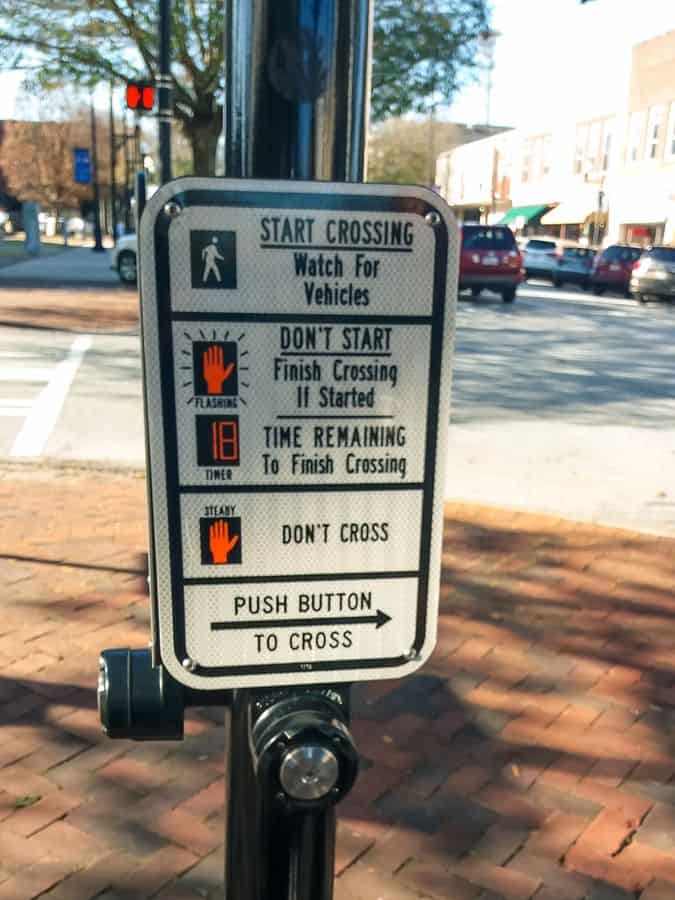 START CROSSING
Watch For
Vehicles
DON'T START
Finish Crossing
If Started
FLASHING
18
TIMER
TIME REMAINING
To Finish Crossing
STEADY
DON'T CROSS
PUSH BUTTON
TO CROSS